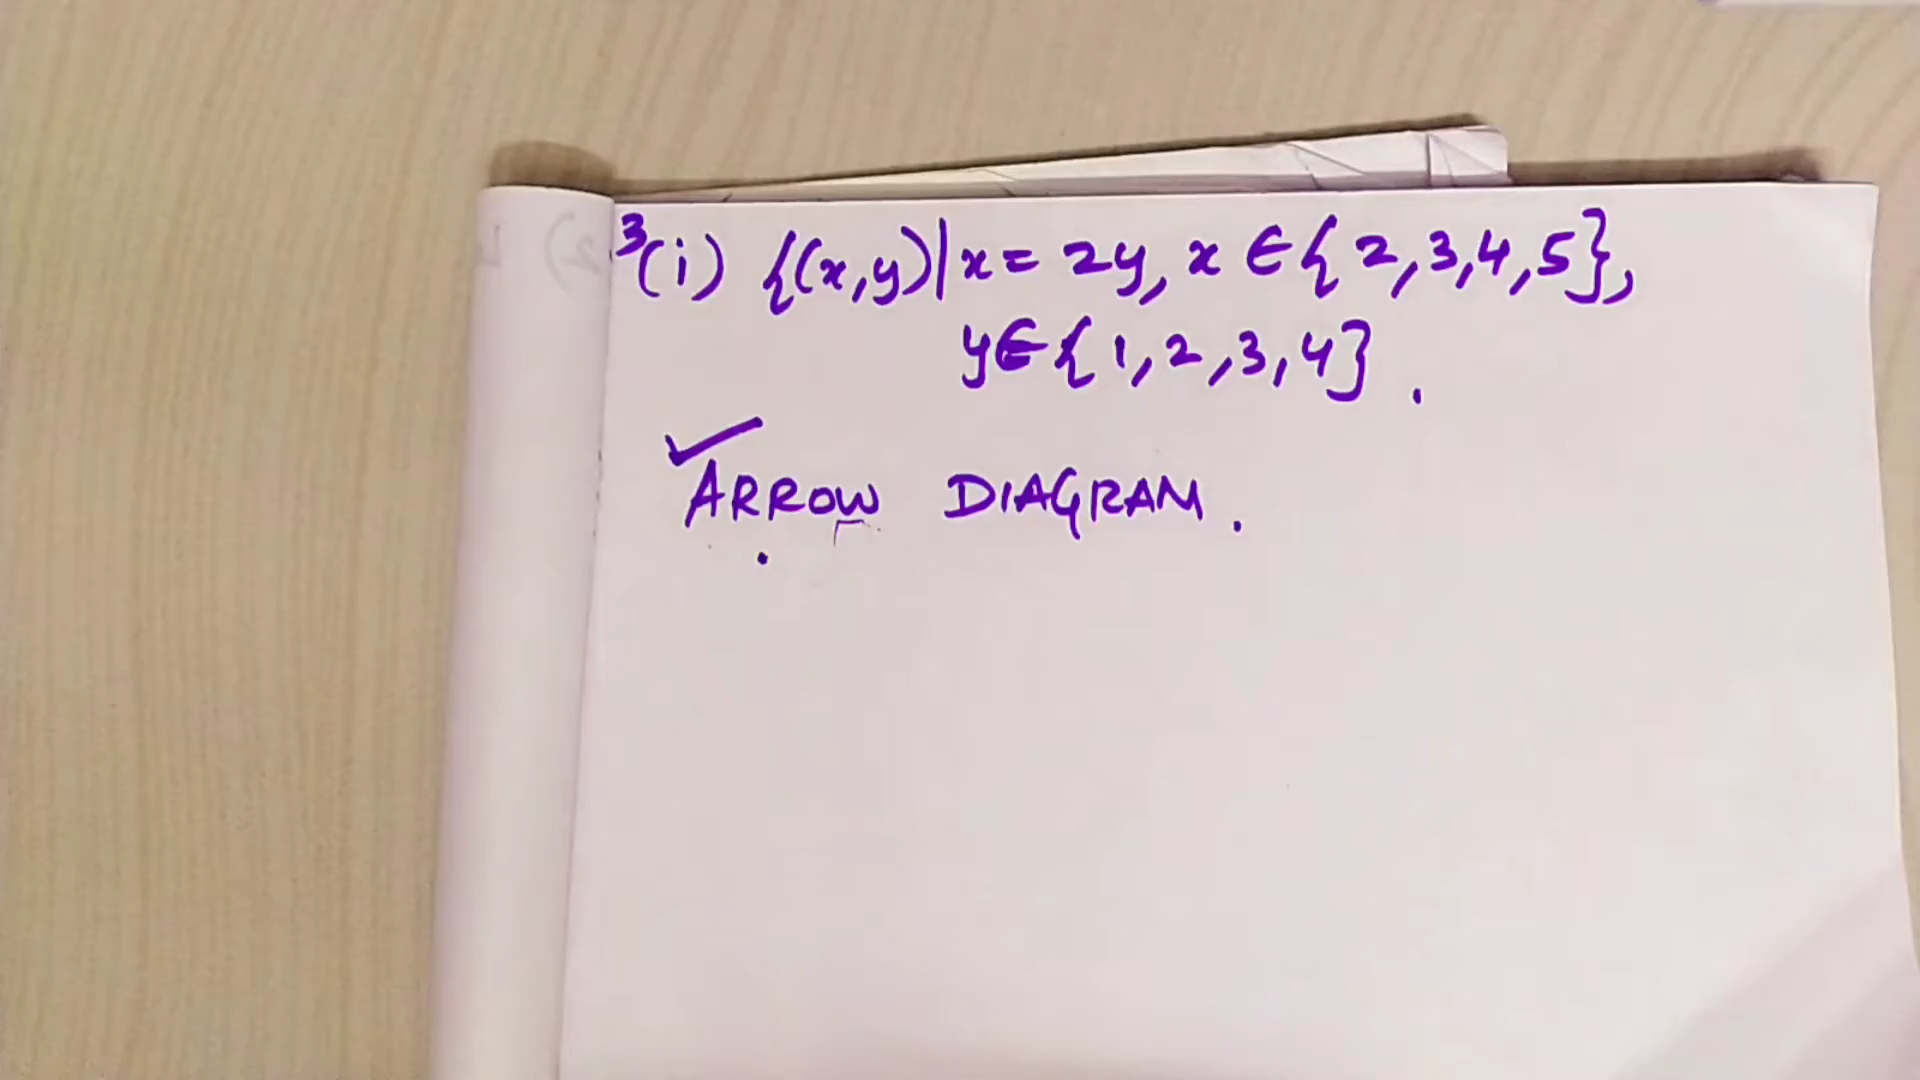 3(i) {(x,y)|x = 2y, x ∈ {2,3,4,5},
y ∈ {1,2,3,4}.
ARROW DIAGRAM.